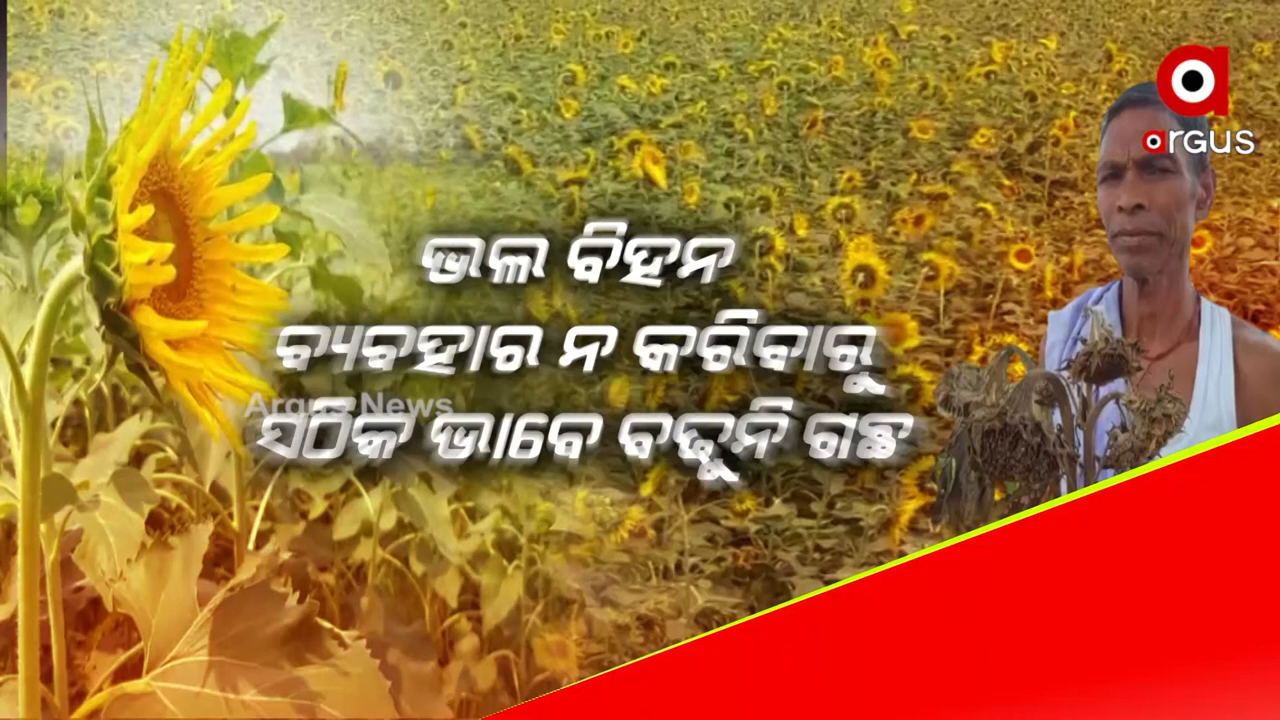 argus
ଭଲ ବିହନ
ବ୍ୟବହାର ନ କରିବାରୁ
Argus News
ସଠିକ ଭାବେ ବଢୁନି ଗଛ